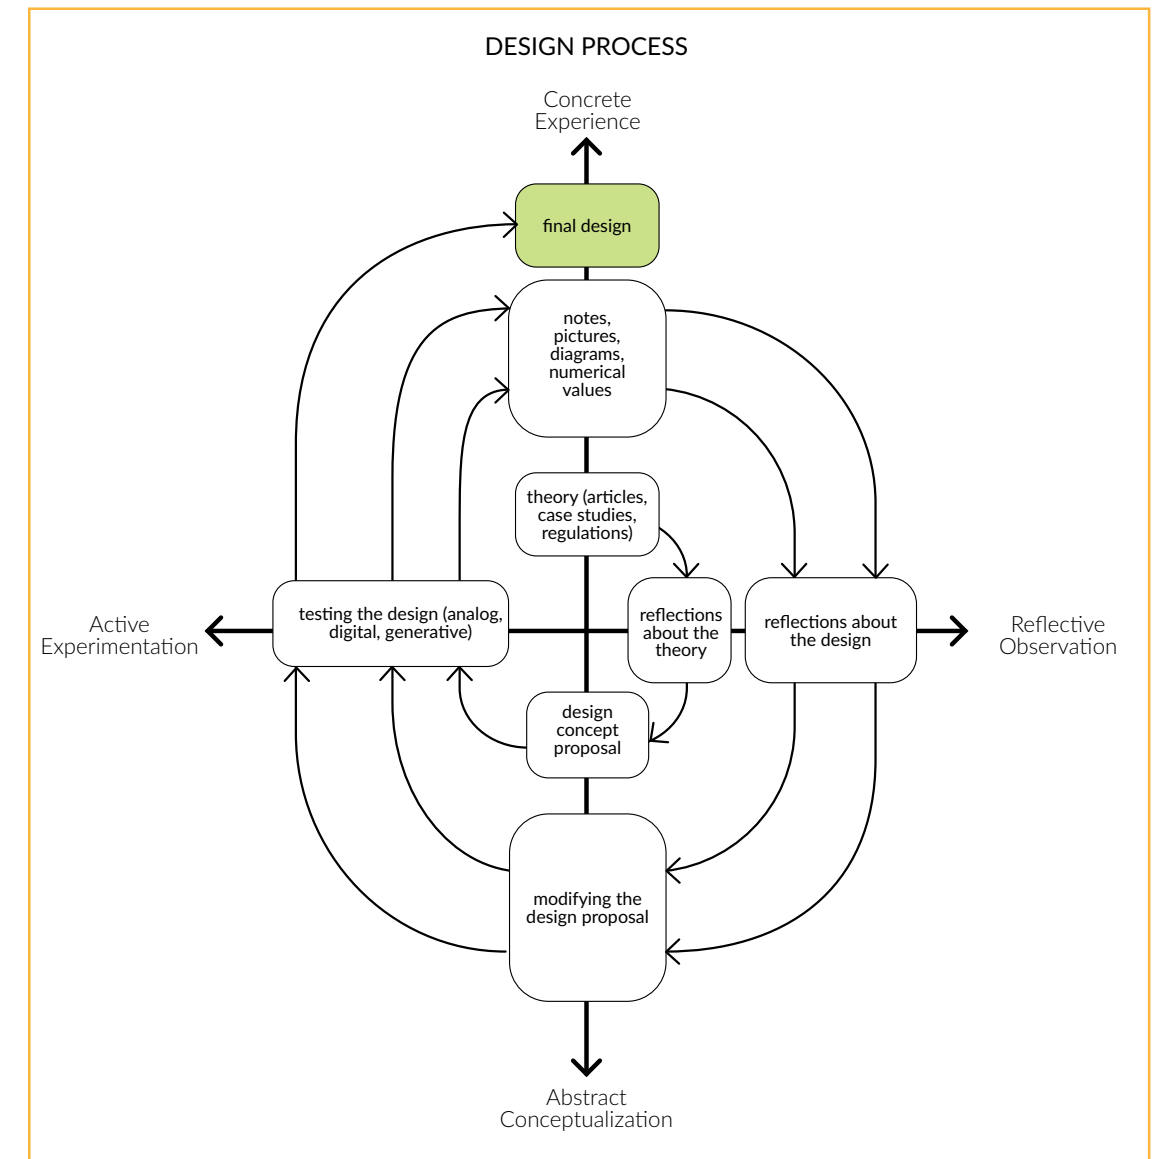 DESIGN PROCESS
Concrete
Experience
final design
notes,
pictures,
diagrams,
numerical
values
theory (articles,
case studies,
regulations)
testing the design (analog,
digital, generative)
reflections
about the
theory
reflections about
the design
Active
Experimentation
Reflective
Observation
design
concept
proposal
modifying the
design proposal
Abstract
Conceptualization